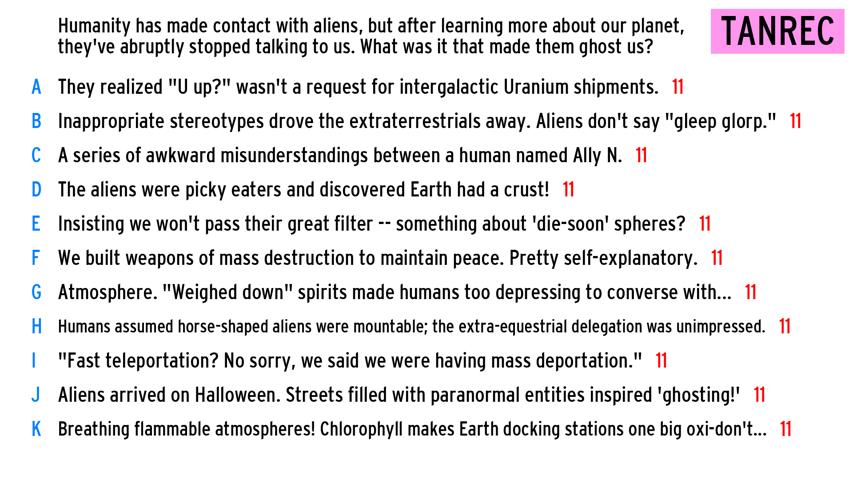 Humanity has made contact with aliens, but after learning more about our planet,
they've abruptly stopped talking to us. What was it that made them ghost us?
TANREC
A They realized "U up?" wasn't a request for intergalactic Uranium shipments. 11
B Inappropriate stereotypes drove the extraterrestrials away. Aliens don't say "gleep glorp." 11
C A series of awkward misunderstandings between a human named Ally N. 11
D The aliens were picky eaters and discovered Earth had a crust! 11
E Insisting we won't pass their great filter -- something about 'die-soon' spheres? 11
F We built weapons of mass destruction to maintain peace. Pretty self-explanatory. 11
G Atmosphere. "Weighed down" spirits made humans too depressing to converse with... 11
H Humans assumed horse-shaped aliens were mountable; the extra-equestrial delegation was unimpressed. 11
I "Fast teleportation? No sorry, we said we were having mass deportation." 11
J Aliens arrived on Halloween. Streets filled with paranormal entities inspired 'ghosting!' 11
K Breathing flammable atmospheres! Chlorophyll makes Earth docking stations one big oxi-don't... 11